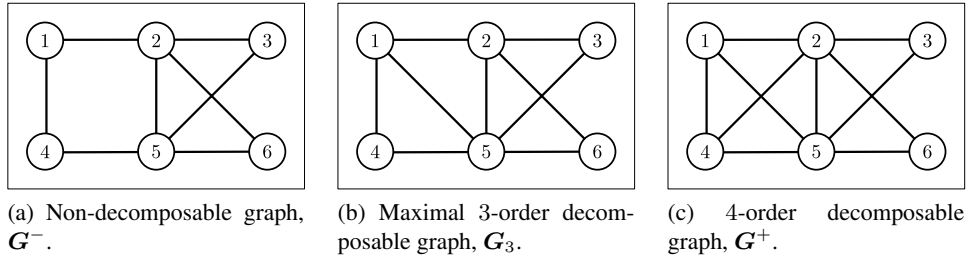 1 2 3
4 5 6
1 2 3
4 5 6
1 2 3
4 5 6
(a) Non-decomposable graph,
G⁻.
(b) Maximal 3-order decom-
posable graph, G₃.
(c) 4-order decomposable
graph, G⁺.